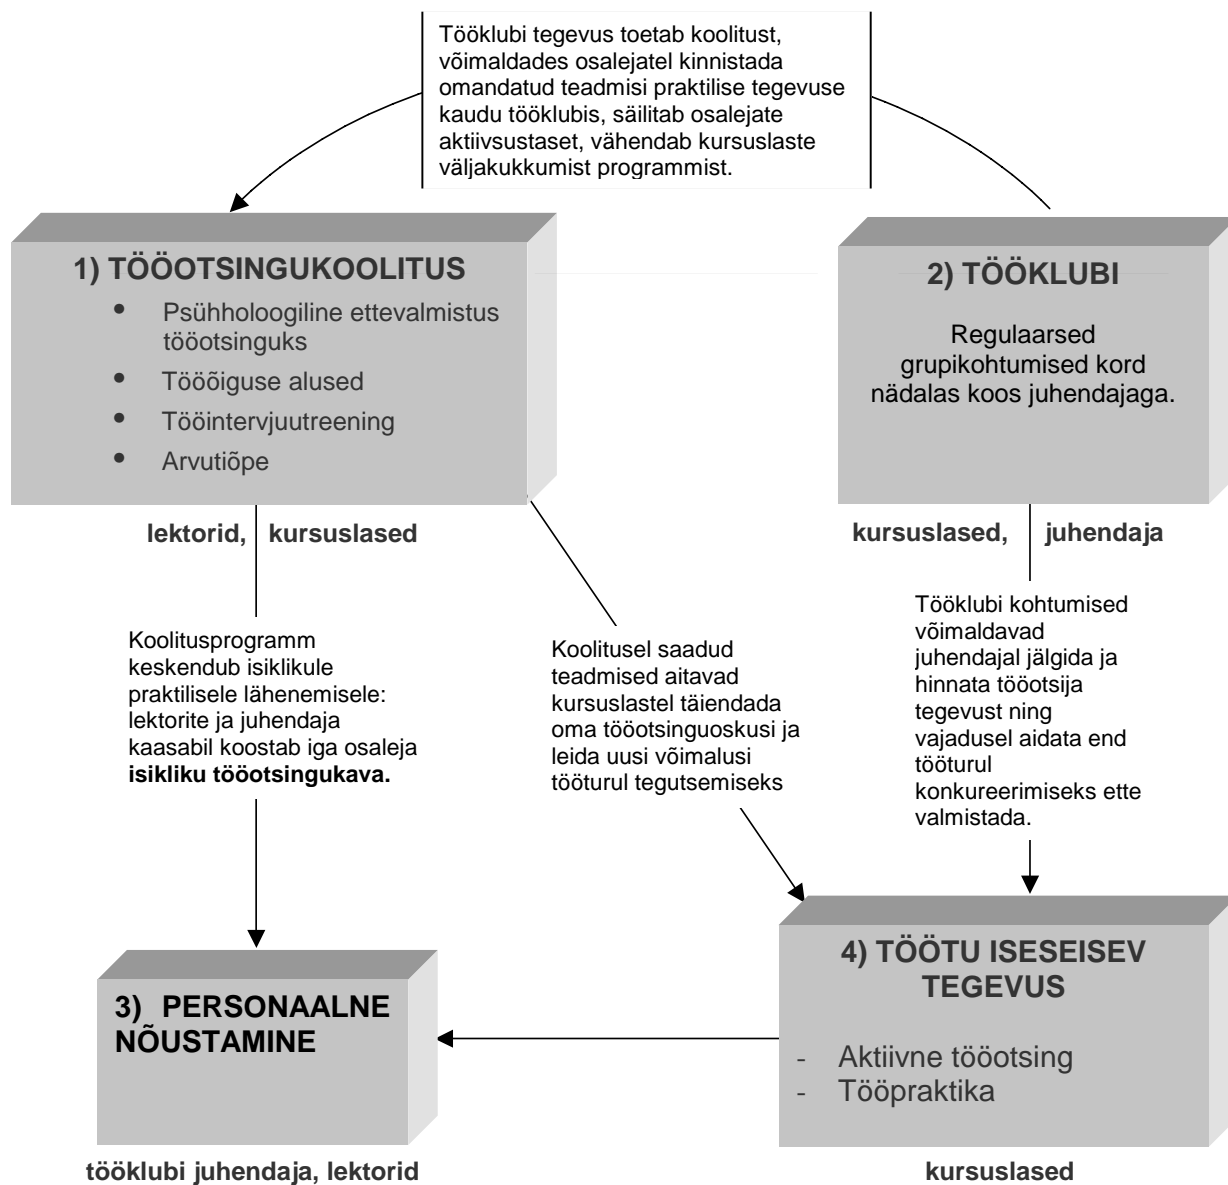 Tööklubi tegevus toetab koolitust,
võimaldades osalejatel kinnistada
omandatud teadmisi praktilise tegevuse
kaudu tööklubis, säilitab osalejate
aktiivsustaset, vähendab kursuslaste
väljakukkumist programmist.
1) TÖÖOTSINGUKOOLITUS
• Psühholoogiline ettevalmistus
tööotsinguks
• Tööõiguse alused
• Tööintervjuutreening
• Arvutiõpe
2) TÖÖKLUBI
Regulaarsed
grupikohtumised kord
nädalas koos juhendajaga.
lektorid, kursuslased
kursuslased, juhendaja
Koolitusprogramm
keskendub isiklikule
praktilisele lähenemisele:
lektorite ja juhendaja
kaasabil koostab iga osaleja
isikliku tööotsingukava.
Koolitusel saadud
teadmised aitavad
kursuslastel täiendada
oma tööotsinguoskusi ja
leida uusi võimalusi
tööturul tegutsemiseks
Tööklubi kohtumised
võimaldavad
juhendajal jälgida ja
hinnata tööotsija
tegevust ning
vajadusel aidata end
tööturul
konkureerimiseks ette
valmistada.
3) PERSONAALNE
NÕUSTAMINE
4) TÖÖTU ISESEISEV
TEGEVUS
- Aktiivne tööotsing
- Tööpraktika
tööklubi juhendaja, lektorid
kursuslased